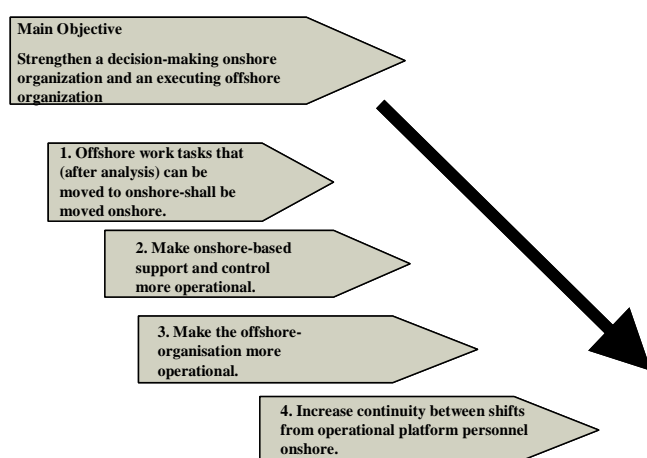 Main Objective
Strengthen a decision-making onshore
organization and an executing offshore
organization
1. Offshore work tasks that
(after analysis) can be
moved to onshore-shall be
moved onshore.
2. Make onshore-based
support and control
more operational.
3. Make the offshore-
organisation more
operational.
4. Increase continuity between shifts
from operational platform personnel
onshore.